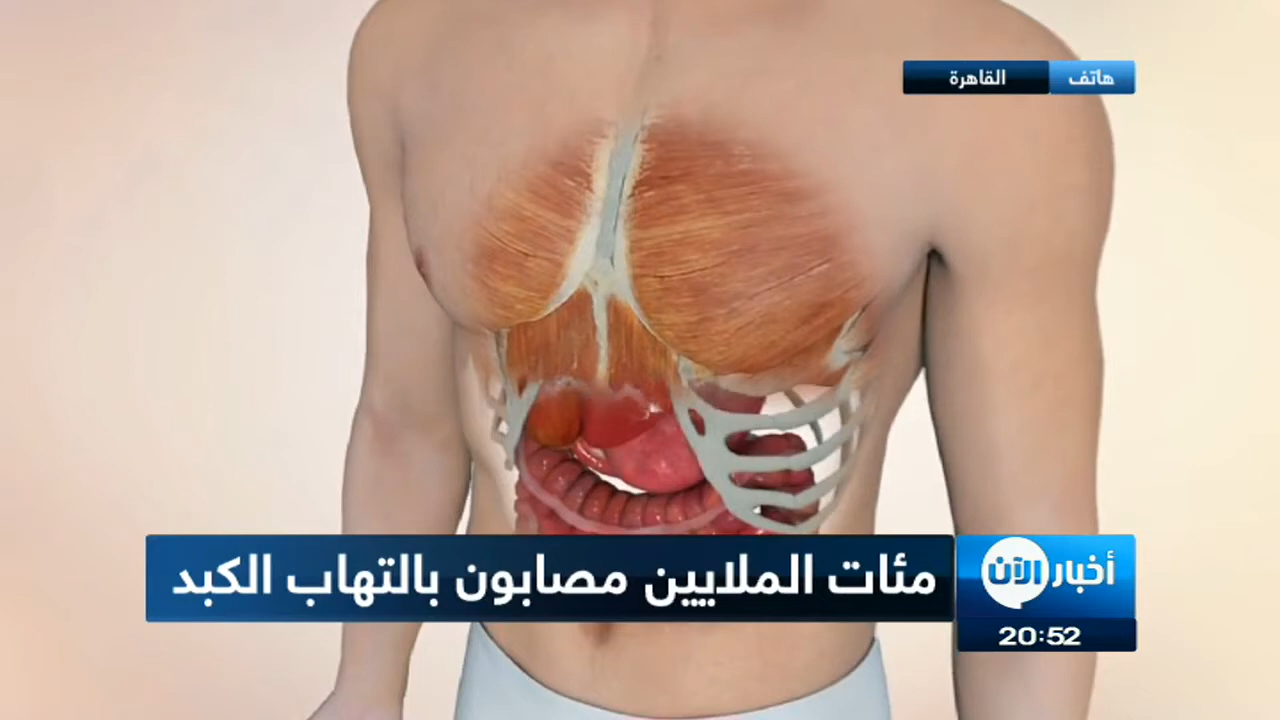 هاتف القاهرة
مئات الملايين مصابون بالتهاب الكبد
أخبار الآن
20:52